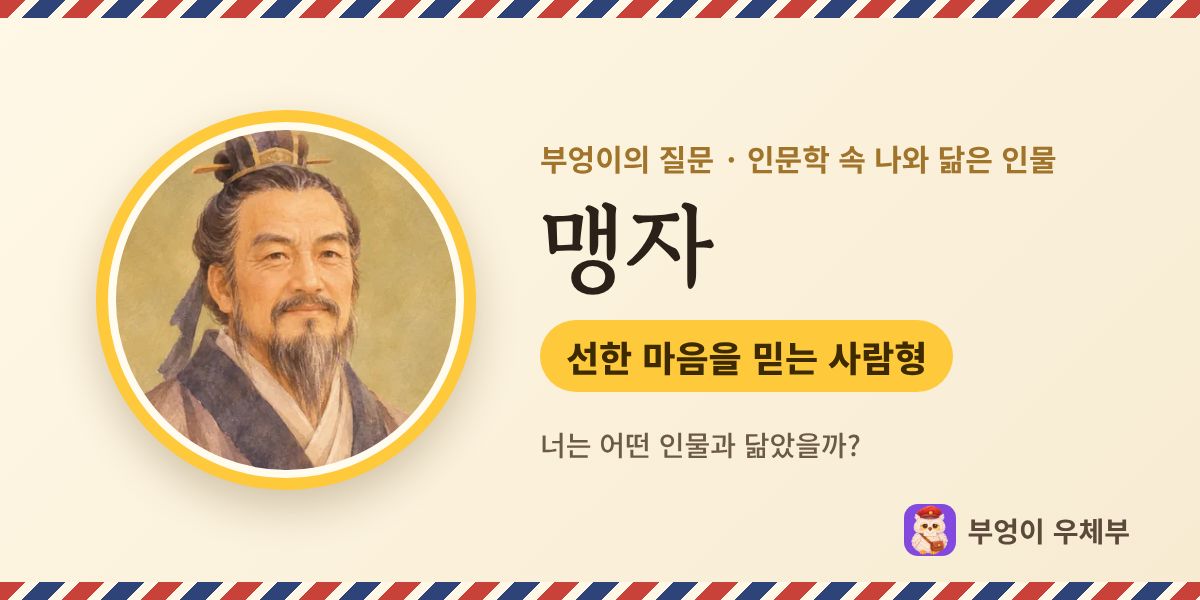 부엉이의 질문 · 인문학 속 나와 닮은 인물
맹자
선한 마음을 믿는 사람형
너는 어떤 인물과 닮았을까?
부엉이 우체부